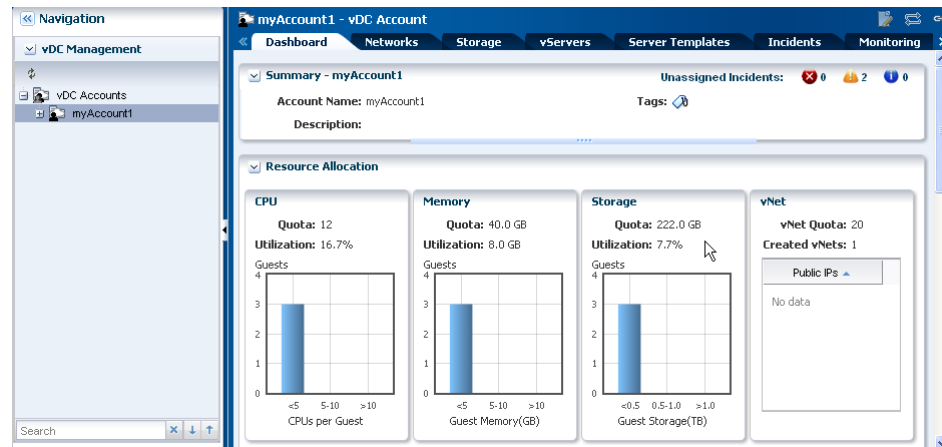 Navigation
vDC Management
vDC Accounts
myAccount1
Search
myAccount1 - vDC Account
Dashboard Networks Storage vServers Server Templates Incidents Monitoring
Summary - myAccount1 Unassigned Incidents: 0 2 0
Account Name: myAccount1 Tags:
Description:
Resource Allocation
CPU
Quota: 12
Utilization: 16.7%
Guests
4
3
2
1
0
<5 5-10 >10
CPUs per Guest
Memory
Quota: 40.0 GB
Utilization: 8.0 GB
Guests
4
3
2
1
0
<5 5-10 >10
Guest Memory(GB)
Storage
Quota: 222.0 GB
Utilization: 7.7%
Guests
4
3
2
1
0
<0.5 0.5-1.0 >1.0
Guest Storage(TB)
vNet
vNet Quota: 20
Created vNets: 1
Public IPs
No data